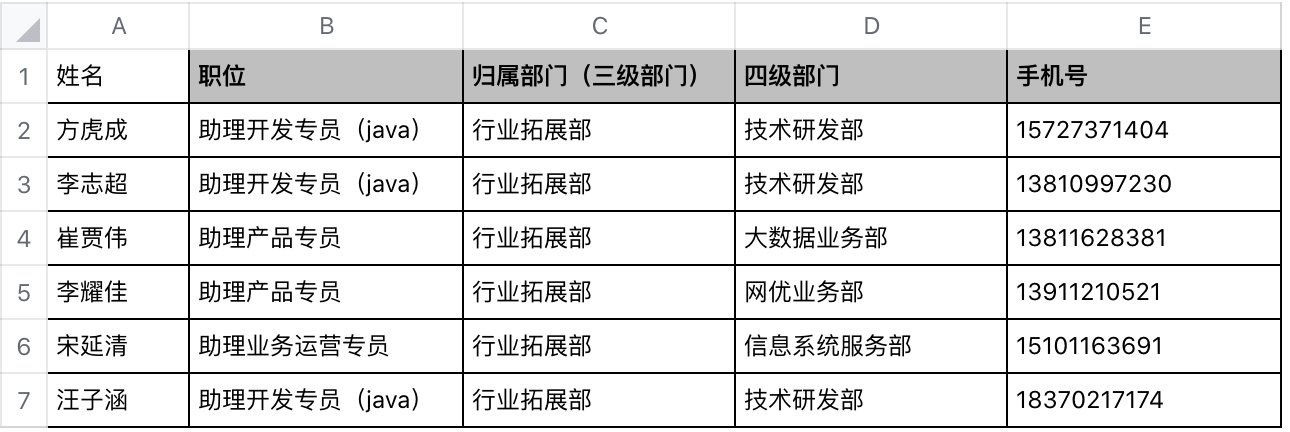 A B C D E
1 姓名 职位 归属部门（三级部门） 四级部门 手机号
2 方虎成 助理开发专员（java） 行业拓展部 技术研发部 15727371404
3 李志超 助理开发专员（java） 行业拓展部 技术研发部 13810997230
4 崔贾伟 助理产品专员 行业拓展部 大数据业务部 13811628381
5 李耀佳 助理产品专员 行业拓展部 网优业务部 13911210521
6 宋延清 助理业务运营专员 行业拓展部 信息系统服务部 15101163691
7 汪子涵 助理开发专员（java） 行业拓展部 技术研发部 18370217174